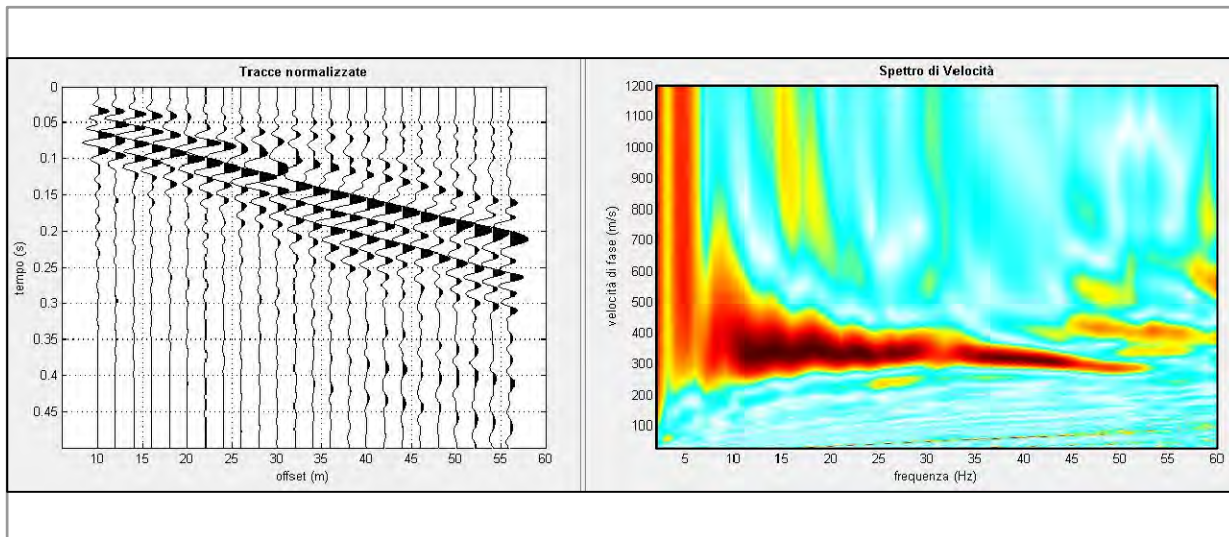 Tracce normalizzate
0
0.05
0.1
0.15
0.2
0.25
0.3
0.35
0.4
0.45
tempo (s)
10 15 20 25 30 35 40 45 50 55 60
offset (m)
Spettro di Velocità
1200
1100
1000
900
800
700
600
500
400
300
200
100
velocità di fase (m/s)
5 10 15 20 25 30 35 40 45 50 55 60
frequenza (Hz)